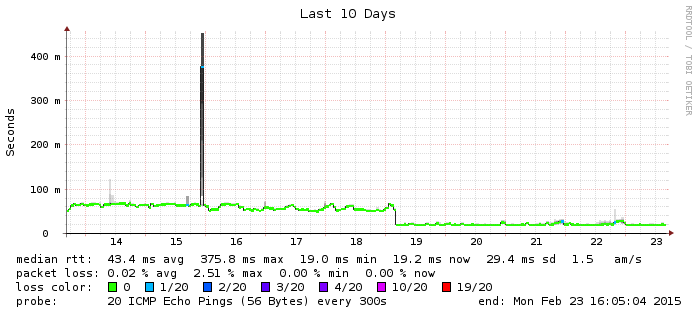 Last 10 Days
RRDTOOL / TOBI OETIKER
Seconds
400 m
300 m
200 m
100 m
0
14 15 16 17 18 19 20 21 22 23
median rtt: 43.4 ms avg 375.8 ms max 19.0 ms min 19.2 ms now 29.4 ms sd 1.5 am/s
packet loss: 0.02 % avg 2.51 % max 0.00 % min 0.00 % now
loss color: 0 1/20 2/20 3/20 4/20 10/20 19/20
probe: 20 ICMP Echo Pings (56 Bytes) every 300s end: Mon Feb 23 16:05:04 2015